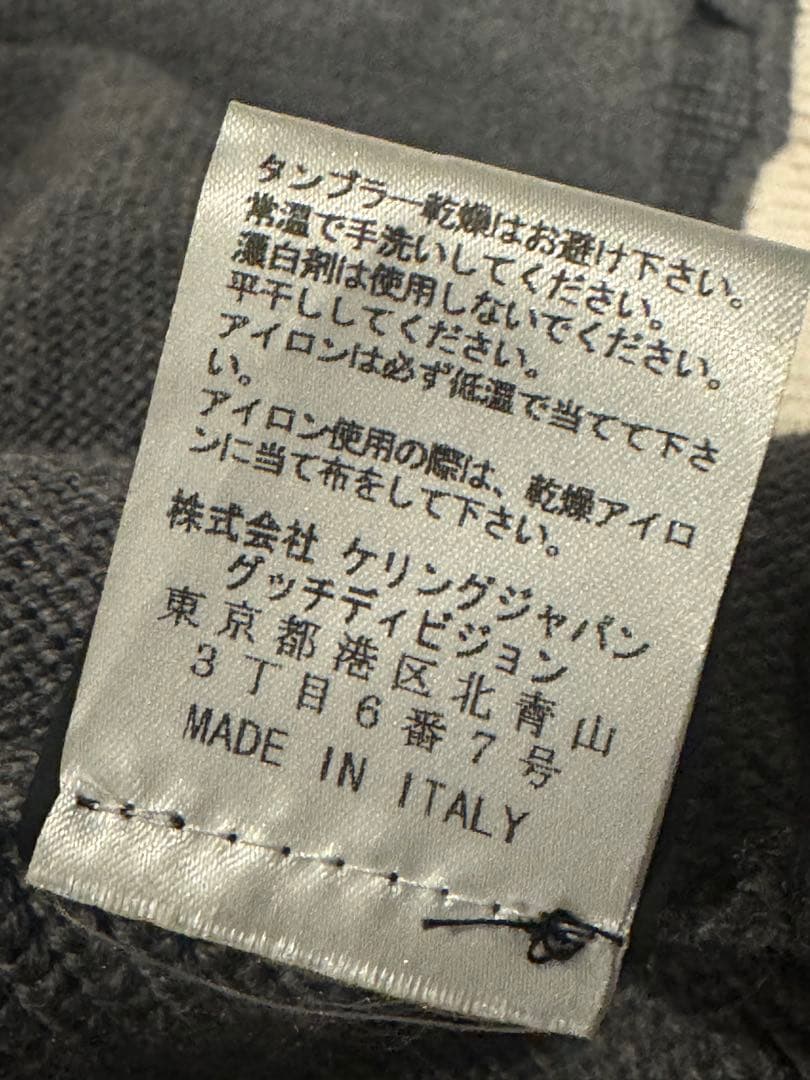 タンブラー乾燥はお避け下さい。
常温で手洗いしてください。
漂白剤は使用しないでください。
平干ししてください。
アイロンは必ず低温で当てて下さ
い。
アイロン使用の際は、乾燥アイロ
ンに当て布をして下さい。
株式会社 ケリングジャパン
グッチディビジョン
東京都港区北青山
3丁目6番7号
MADE IN ITALY